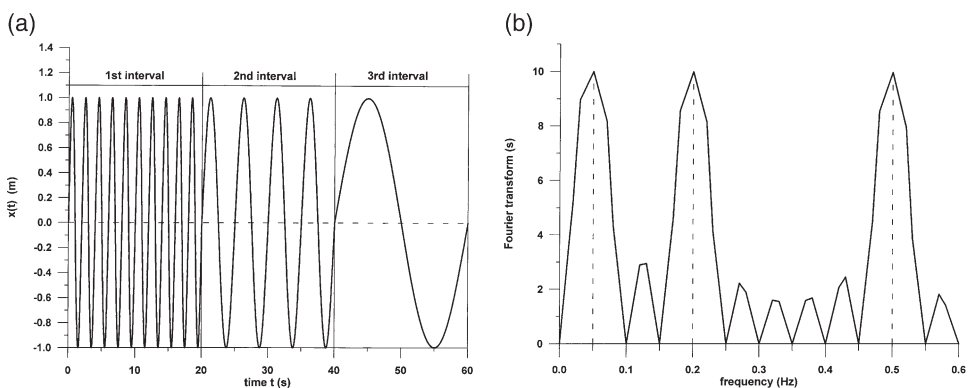 (a)
1.4
1.2
1.0
0.8
0.6
0.4
0.2
0.0
-0.2
-0.4
-0.6
-0.8
-1.0
x(t) (m)
1st interval 2nd interval 3rd interval
0 10 20 30 40 50 60
time t (s)
(b)
10
8
6
4
2
0
Fourier transform (s)
0.0 0.1 0.2 0.3 0.4 0.5 0.6
frequency (Hz)